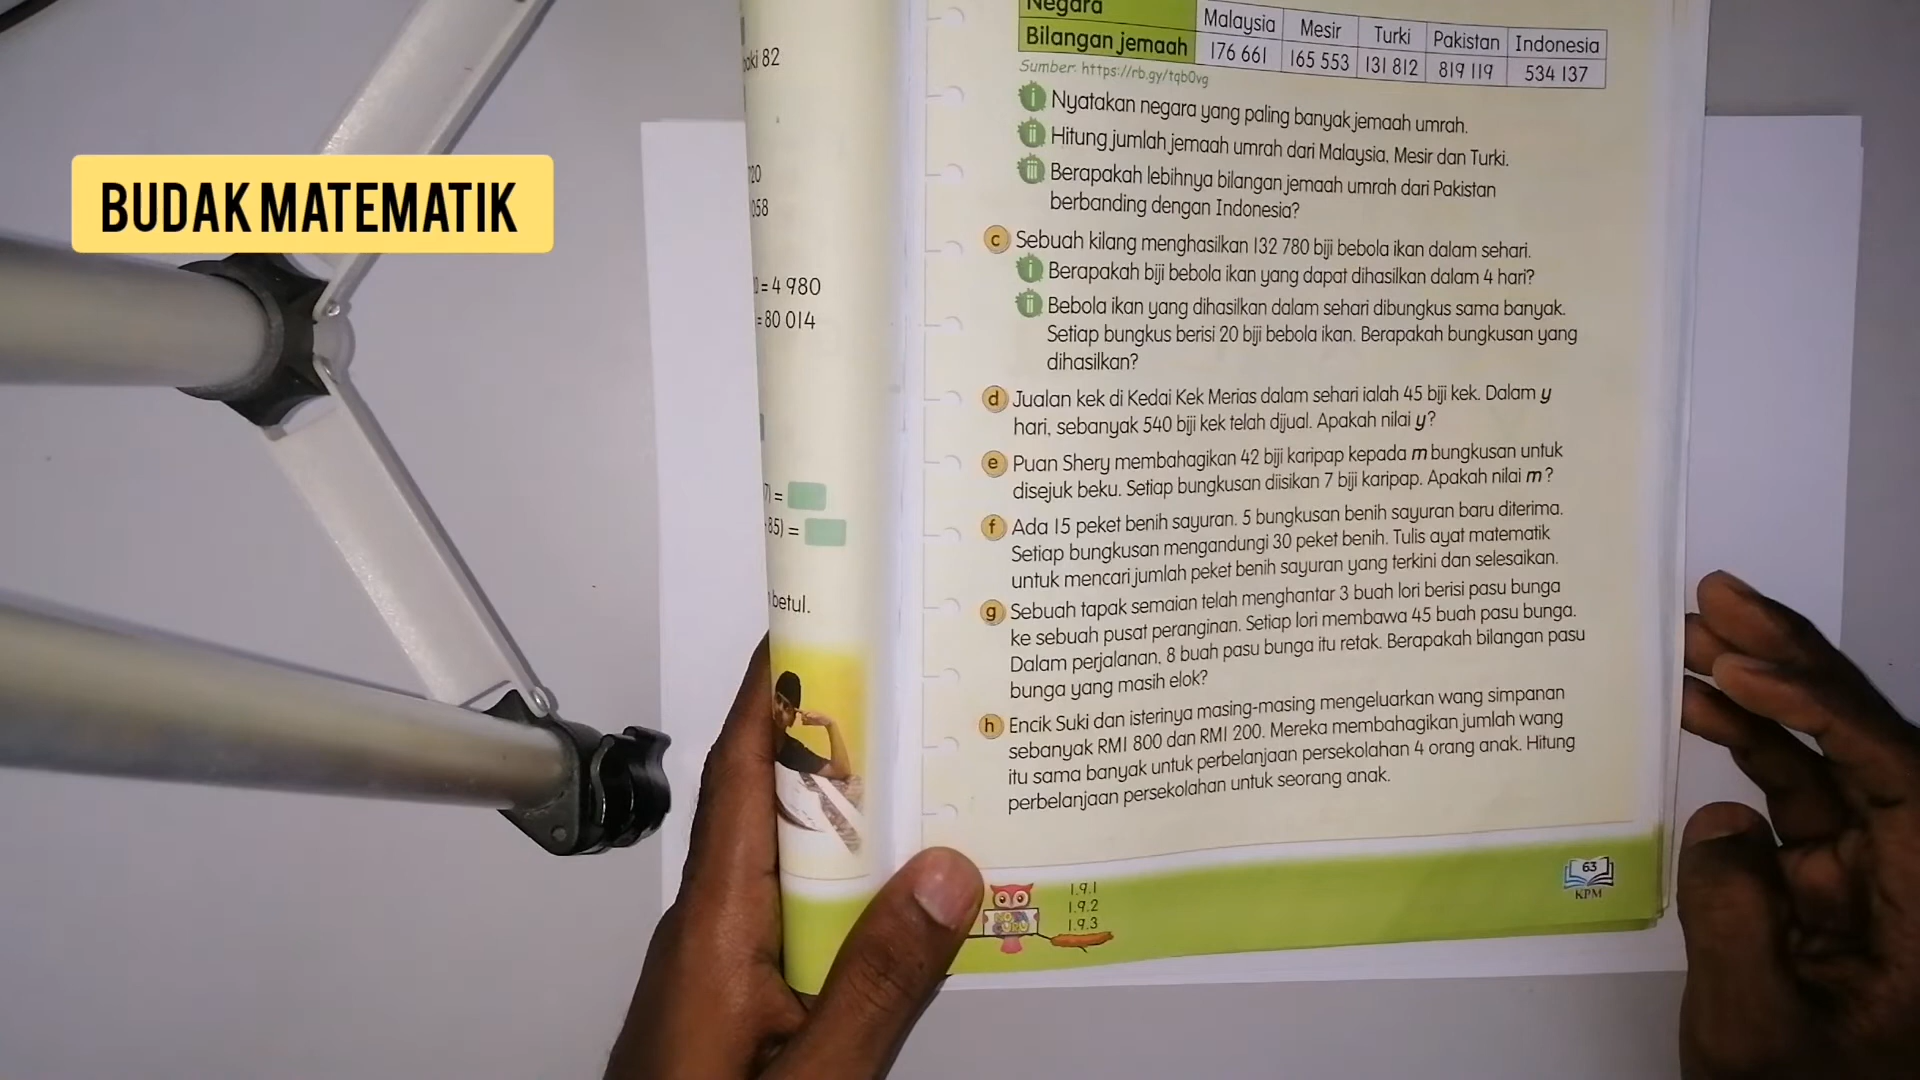 BUDAK MATEMATIK
baki 82
720
058
= 4 980
= 80 014
7) =
85) =
betul.
Negara Malaysia Mesir Turki Pakistan Indonesia
Bilangan jemaah 176 661 165 553 131 812 819 119 534 137
Sumber: https://rb.gy/tqb0vg
i Nyatakan negara yang paling banyak jemaah umrah.
ii Hitung jumlah jemaah umrah dari Malaysia, Mesir dan Turki.
iii Berapakah lebihnya bilangan jemaah umrah dari Pakistan
berbanding dengan Indonesia?
c Sebuah kilang menghasilkan 132 780 biji bebola ikan dalam sehari.
i Berapakah biji bebola ikan yang dapat dihasilkan dalam 4 hari?
ii Bebola ikan yang dihasilkan dalam sehari dibungkus sama banyak.
Setiap bungkus berisi 20 biji bebola ikan. Berapakah bungkusan yang
dihasilkan?
d Jualan kek di Kedai Kek Merias dalam sehari ialah 45 biji kek. Dalam y
hari, sebanyak 540 biji kek telah dijual. Apakah nilai y?
e Puan Shery membahagikan 42 biji karipap kepada m bungkusan untuk
disejuk beku. Setiap bungkusan diisikan 7 biji karipap. Apakah nilai m?
f Ada 15 peket benih sayuran. 5 bungkusan benih sayuran baru diterima.
Setiap bungkusan mengandungi 30 peket benih. Tulis ayat matematik
untuk mencari jumlah peket benih sayuran yang terkini dan selesaikan.
g Sebuah tapak semaian telah menghantar 3 buah lori berisi pasu bunga
ke sebuah pusat peranginan. Setiap lori membawa 45 buah pasu bunga.
Dalam perjalanan, 8 buah pasu bunga itu retak. Berapakah bilangan pasu
bunga yang masih elok?
h Encik Suki dan isterinya masing-masing mengeluarkan wang simpanan
sebanyak RM1 800 dan RM1 200. Mereka membahagikan jumlah wang
itu sama banyak untuk perbelanjaan persekolahan 4 orang anak. Hitung
perbelanjaan persekolahan untuk seorang anak.
NOTA
GURU
1.9.1
1.9.2
1.9.3
63
KPM